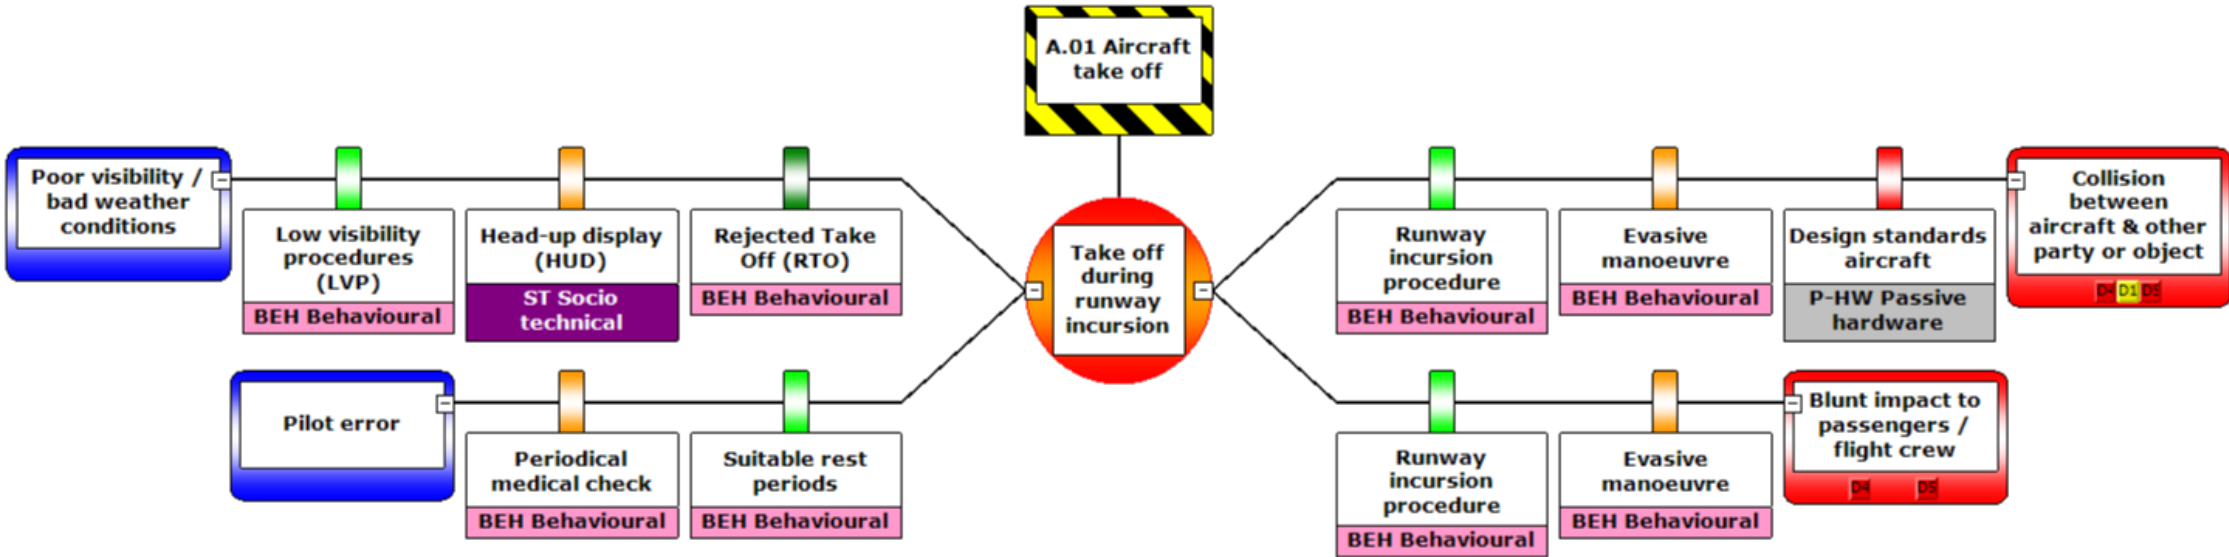 A.01 Aircraft
take off
Poor visibility /
bad weather
conditions
Low visibility
procedures
(LVP)
BEH Behavioural
Head-up display
(HUD)
ST Socio
technical
Rejected Take
Off (RTO)
BEH Behavioural
Take off
during
runway
incursion
Runway
incursion
procedure
BEH Behavioural
Evasive
manoeuvre
BEH Behavioural
Design standards
aircraft
P-HW Passive
hardware
Collision
between
aircraft & other
party or object
D4 D1 D5
Pilot error
Periodical
medical check
BEH Behavioural
Suitable rest
periods
BEH Behavioural
Runway
incursion
procedure
BEH Behavioural
Evasive
manoeuvre
BEH Behavioural
Blunt impact to
passengers /
flight crew
D4 D5